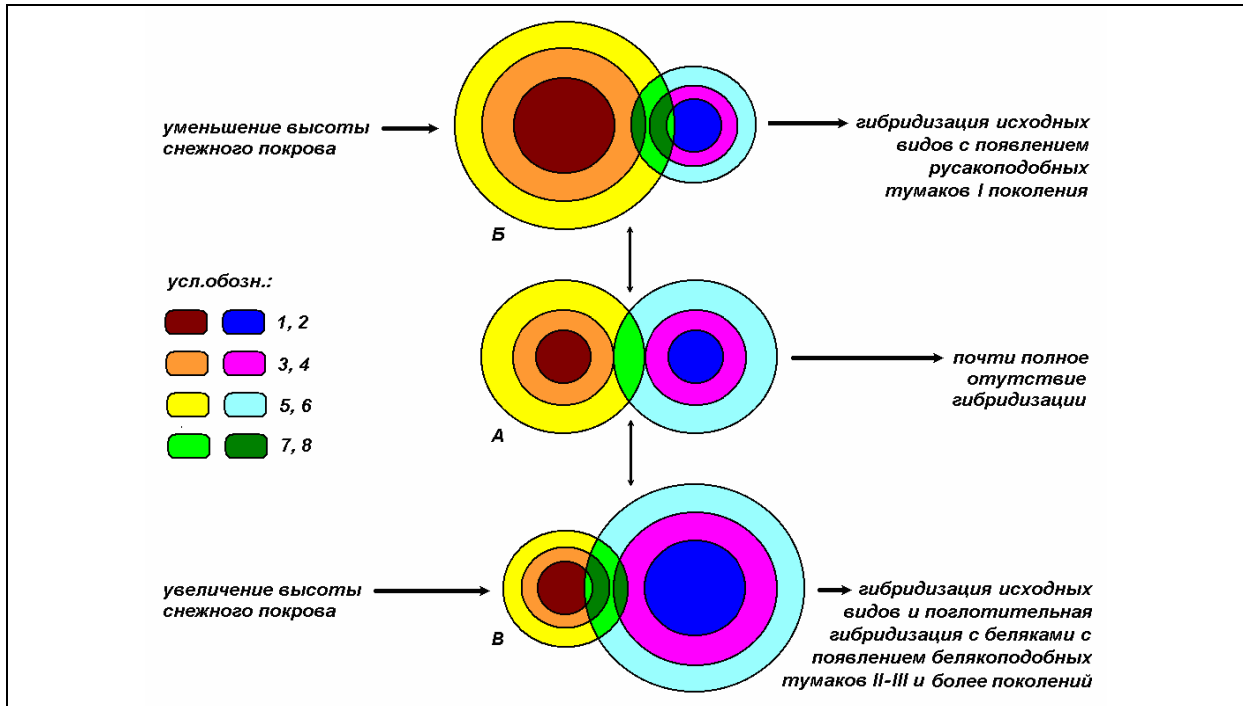 уменьшение высоты
снежного покрова
гибридизация исходных
видов с появлением
русакоподобных
тумаков I поколения
Б
усл.обозн.:
1, 2
3, 4
5, 6
7, 8
А
почти полное
отутствие
гибридизации
увеличение высоты
снежного покрова
В
гибридизация исходных
видов и поглотительная
гибридизация с беляками с
появлением белякоподобных
тумаков II-III и более поколений